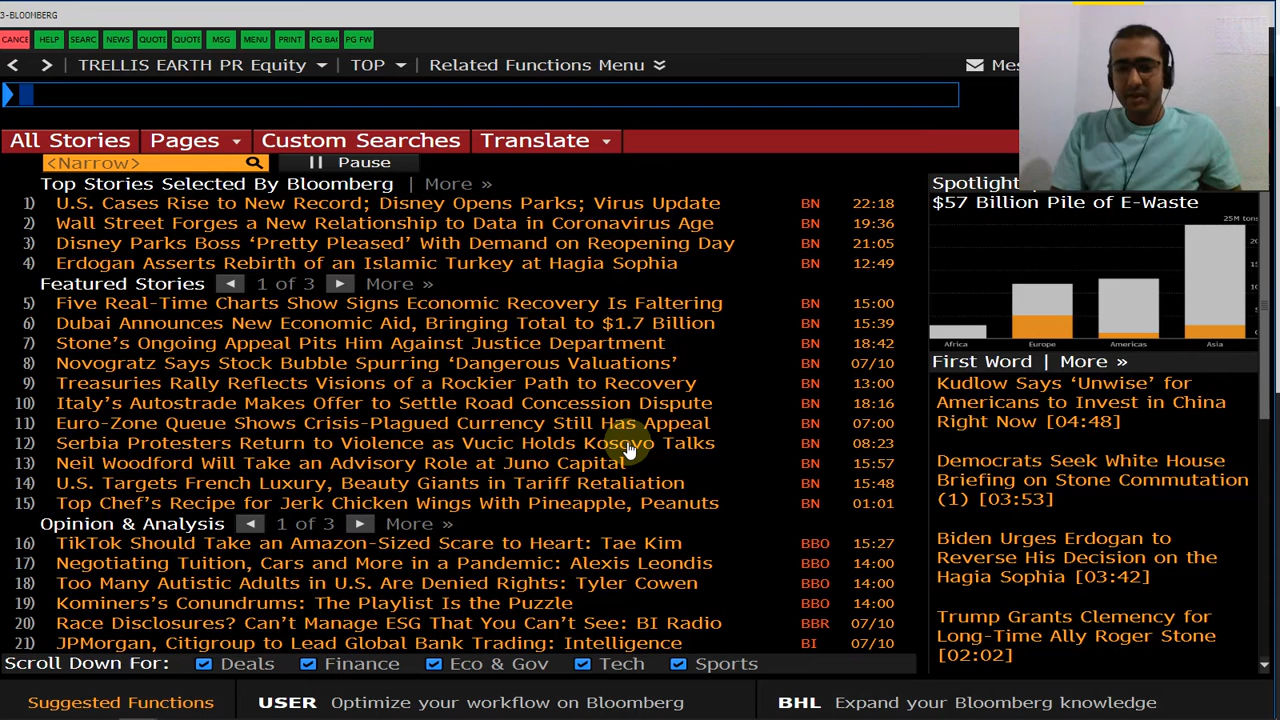 3-BLOOMBERG
CANCE HELP SEARC NEWS QUOTE QUOTE MSG MENU PRINT PG BAC PG FW
TRELLIS EARTH PR Equity TOP Related Functions Menu
All Stories Pages Custom Searches Translate
<Narrow> Pause
Top Stories Selected By Bloomberg | More »
1) U.S. Cases Rise to New Record; Disney Opens Parks; Virus Update BN 22:18
2) Wall Street Forges a New Relationship to Data in Coronavirus Age BN 19:36
3) Disney Parks Boss ‘Pretty Pleased’ With Demand on Reopening Day BN 21:05
4) Erdogan Asserts Rebirth of an Islamic Turkey at Hagia Sophia BN 12:49
Featured Stories 1 of 3 More »
5) Five Real-Time Charts Show Signs Economic Recovery Is Faltering BN 15:00
6) Dubai Announces New Economic Aid, Bringing Total to $1.7 Billion BN 15:39
7) Stone’s Ongoing Appeal Pits Him Against Justice Department BN 18:42
8) Novogratz Says Stock Bubble Spurring ‘Dangerous Valuations’ BN 07/10
9) Treasuries Rally Reflects Visions of a Rockier Path to Recovery BN 13:00
10) Italy’s Autostrade Makes Offer to Settle Road Concession Dispute BN 18:16
11) Euro-Zone Queue Shows Crisis-Plagued Currency Still Has Appeal BN 07:00
12) Serbia Protesters Return to Violence as Vucic Holds Kosovo Talks BN 08:23
13) Neil Woodford Will Take an Advisory Role at Juno Capital BN 15:57
14) U.S. Targets French Luxury, Beauty Giants in Tariff Retaliation BN 15:48
15) Top Chef’s Recipe for Jerk Chicken Wings With Pineapple, Peanuts BN 01:01
Opinion & Analysis 1 of 3 More »
16) TikTok Should Take an Amazon-Sized Scare to Heart: Tae Kim BBO 15:27
17) Negotiating Tuition, Cars and More in a Pandemic: Alexis Leondis BBO 14:00
18) Too Many Autistic Adults in U.S. Are Denied Rights: Tyler Cowen BBO 14:00
19) Kominers’s Conundrums: The Playlist Is the Puzzle BBO 14:00
20) Race Disclosures? Can’t Manage ESG That You Can’t See: BI Radio BBR 07/10
21) JPMorgan, Citigroup to Lead Global Bank Trading: Intelligence BI 07/10
Scroll Down For: Deals Finance Eco & Gov Tech Sports
Spotlight
$57 Billion Pile of E-Waste
25M tons
Africa Europe Americas Asia
First Word | More »
Kudlow Says ‘Unwise’ for
Americans to Invest in China
Right Now [04:48]
Democrats Seek White House
Briefing on Stone Commutation
(1) [03:53]
Biden Urges Erdogan to
Reverse His Decision on the
Hagia Sophia [03:42]
Trump Grants Clemency for
Long-Time Ally Roger Stone
[02:02]
Suggested Functions USER Optimize your workflow on Bloomberg BHL Expand your Bloomberg knowledge